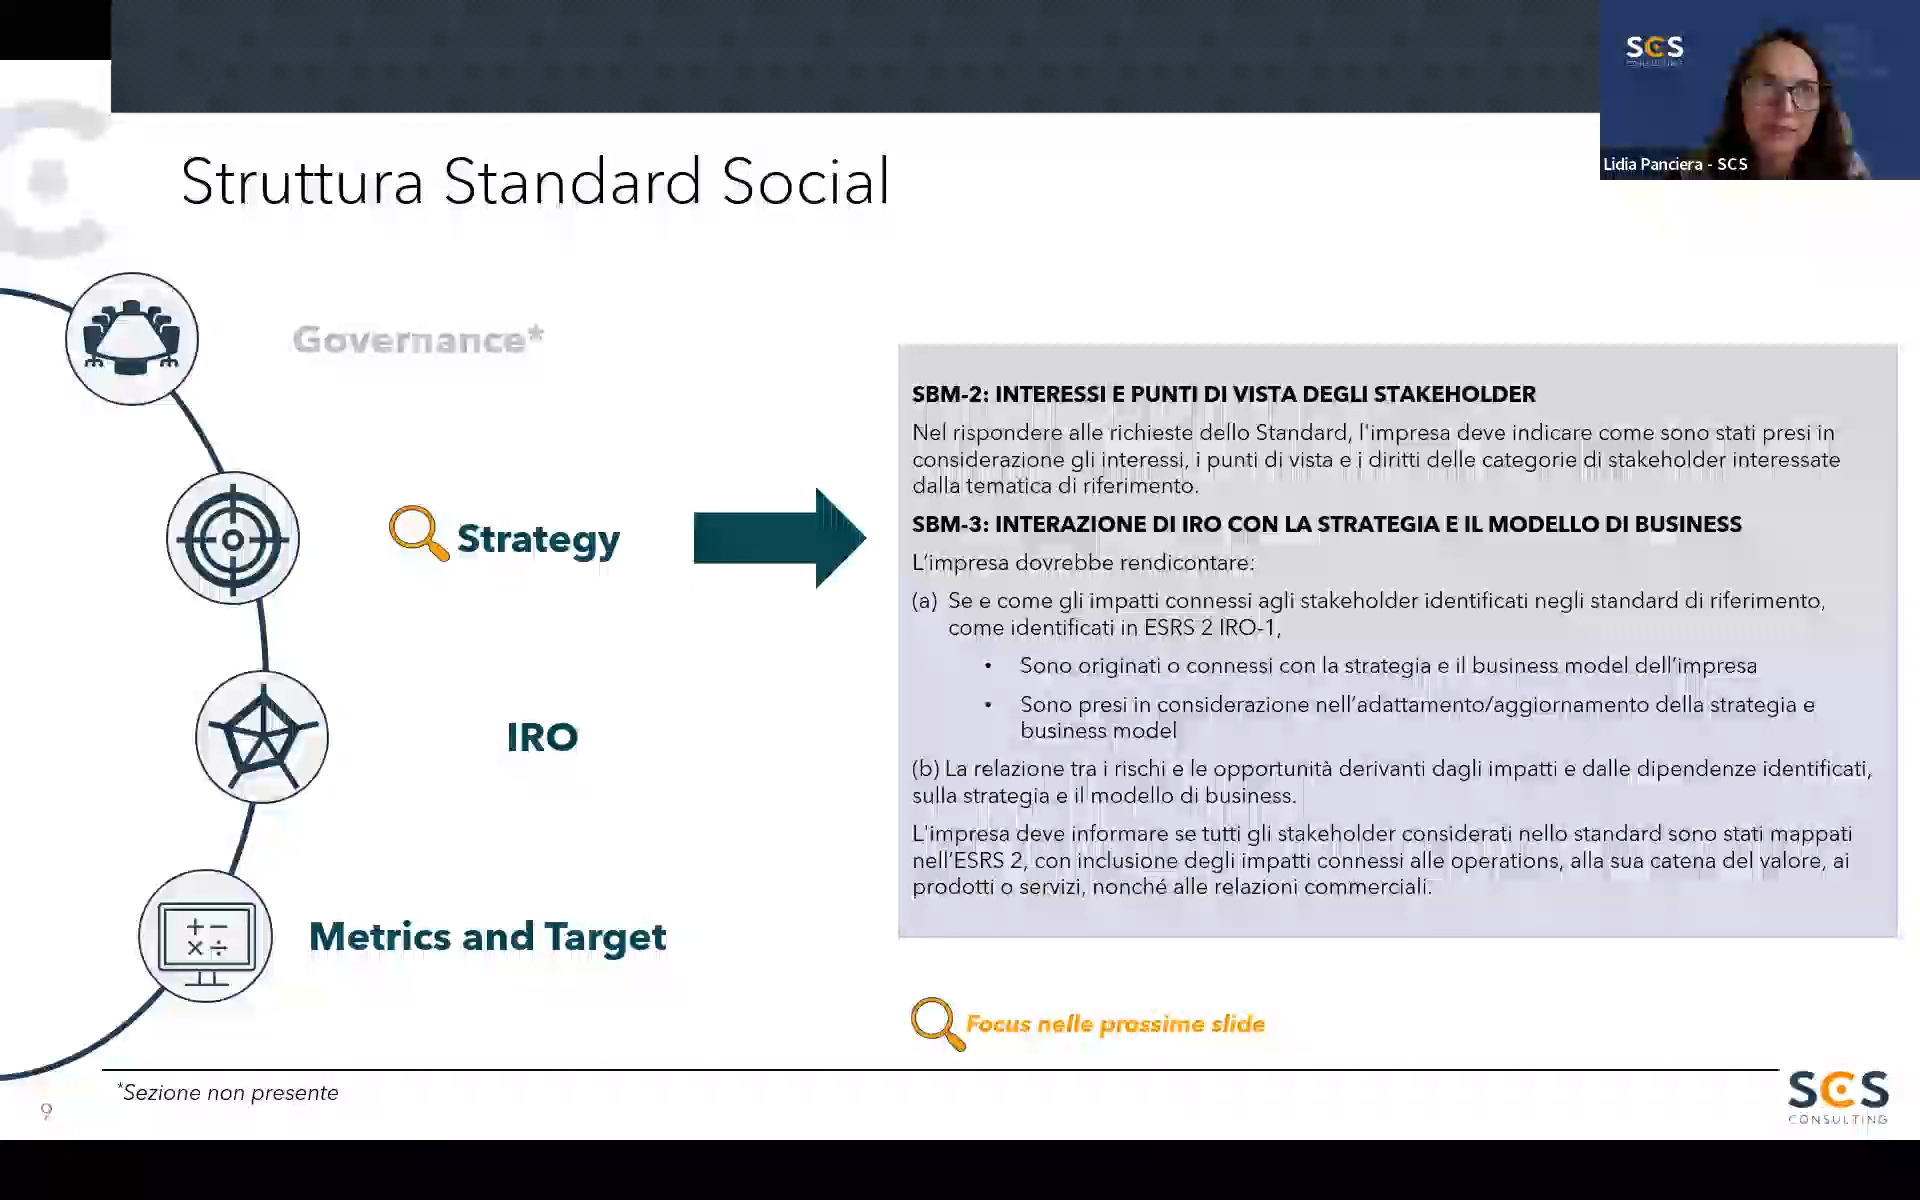 SCS
CONSULTING
Lidia Panciera - SCS
Struttura Standard Social
Governance*
Strategy
IRO
Metrics and Target
SBM-2: INTERESSI E PUNTI DI VISTA DEGLI STAKEHOLDER
Nel rispondere alle richieste dello Standard, l'impresa deve indicare come sono stati presi in
considerazione gli interessi, i punti di vista e i diritti delle categorie di stakeholder interessate
dalla tematica di riferimento.
SBM-3: INTERAZIONE DI IRO CON LA STRATEGIA E IL MODELLO DI BUSINESS
L'impresa dovrebbe rendicontare:
(a) Se e come gli impatti connessi agli stakeholder identificati negli standard di riferimento,
come identificati in ESRS 2 IRO-1,
• Sono originati o connessi con la strategia e il business model dell'impresa
• Sono presi in considerazione nell'adattamento/aggiornamento della strategia e
business model
(b) La relazione tra i rischi e le opportunità derivanti dagli impatti e dalle dipendenze identificati,
sulla strategia e il modello di business.
L'impresa deve informare se tutti gli stakeholder considerati nello standard sono stati mappati
nell'ESRS 2, con inclusione degli impatti connessi alle operations, alla sua catena del valore, ai
prodotti o servizi, nonché alle relazioni commerciali.
Focus nelle prossime slide
*Sezione non presente
9
SCS
CONSULTING